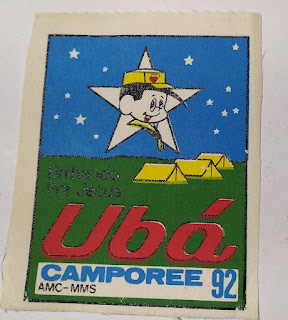 Brilhando
Por Jesus
Ubá
CAMPOREE 92
AMC-MMS